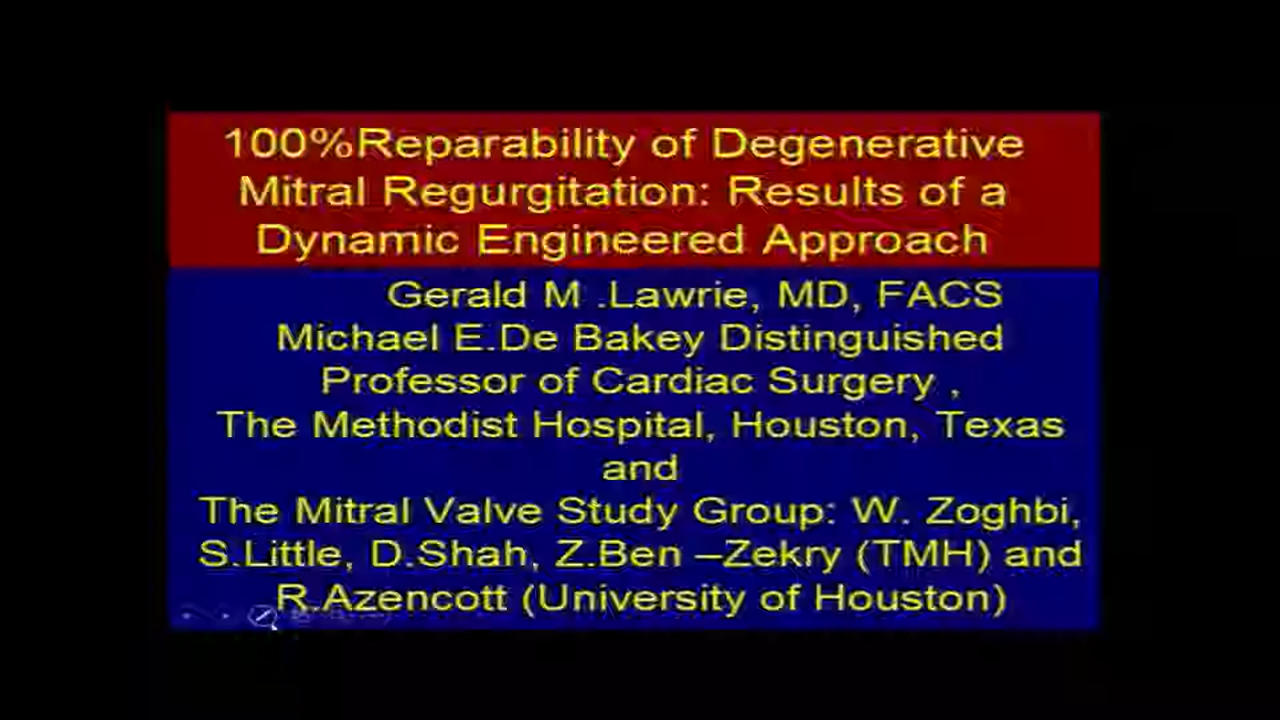 100%Reparability of Degenerative
Mitral Regurgitation: Results of a
Dynamic Engineered Approach
Gerald M .Lawrie, MD, FACS
Michael E.De Bakey Distinguished
Professor of Cardiac Surgery ,
The Methodist Hospital, Houston, Texas
and
The Mitral Valve Study Group: W. Zoghbi,
S.Little, D.Shah, Z.Ben –Zekry (TMH) and
R.Azencott (University of Houston)